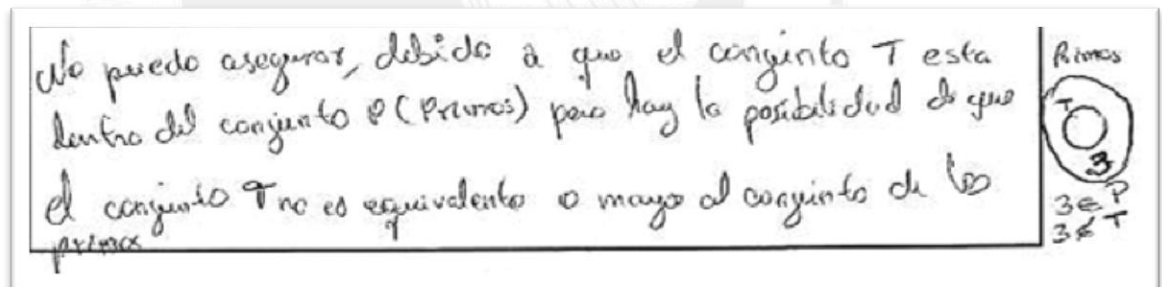 No puedo asegurar, debido a que el conjunto T esta
dentro del conjunto P (Primos) pero hay la posibilidad de que
el conjunto T no es equivalente o mayor al conjunto de los
primos
Primos
T
3
3 ∈ P
3 ∉ T